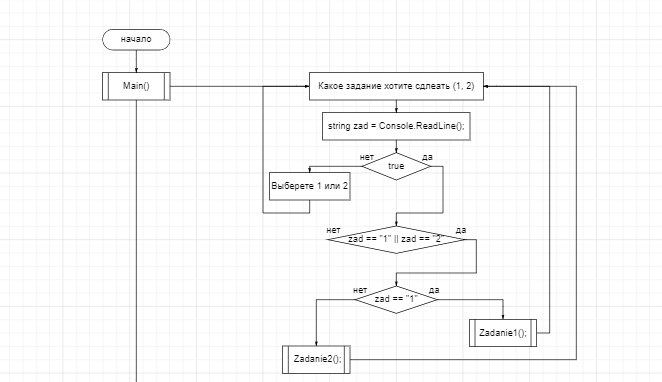 начало
Main()
Какое задание хотите сдлеать (1, 2)
string zad = Console.ReadLine();
нет
да
true
Выберете 1 или 2
нет
да
zad == "1" || zad == "2"
нет
да
zad == "1"
Zadanie1();
Zadanie2();